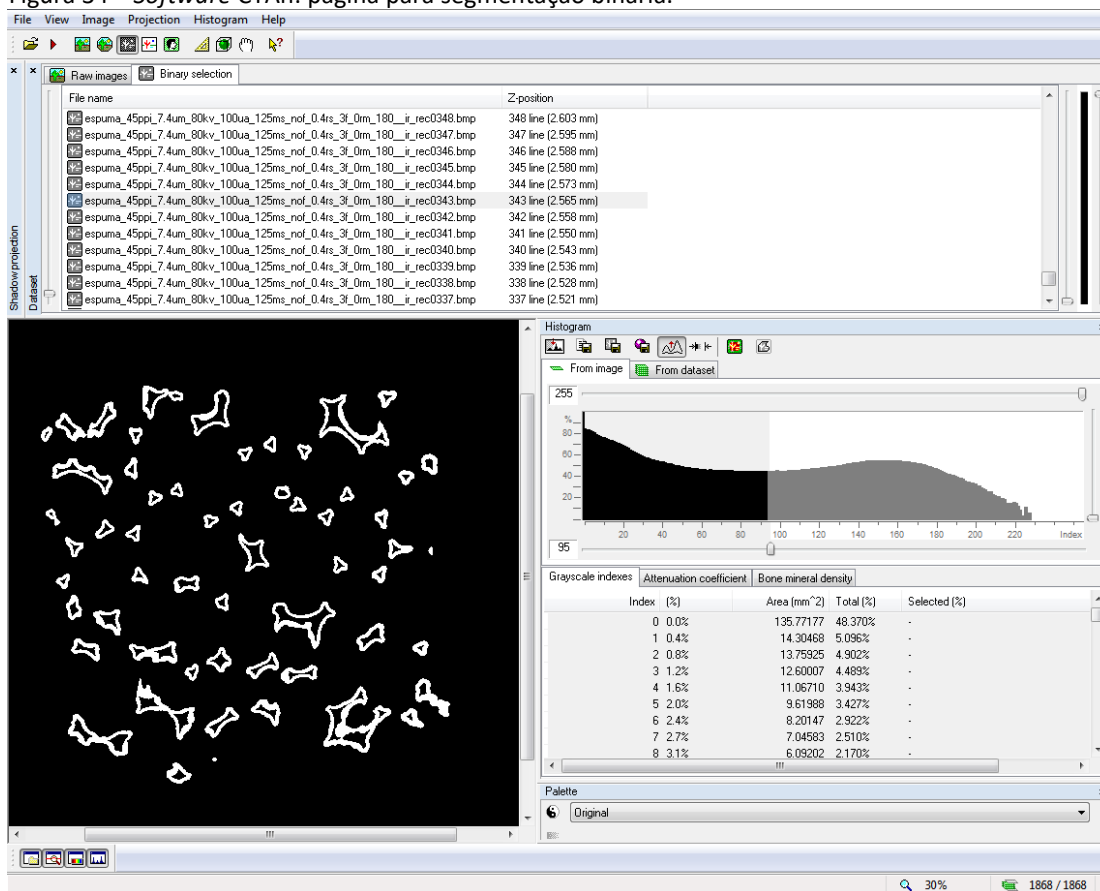 Figura 54 - Software CTAn: página para segmentação binária.
File View Image Projection Histogram Help
Raw images Binary selection
File name Z-position
espuma_45ppi_7.4um_80kv_100ua_125ms_nof_0.4rs_3f_0rm_180__ir_rec0348.bmp 348 line (2.603 mm)
espuma_45ppi_7.4um_80kv_100ua_125ms_nof_0.4rs_3f_0rm_180__ir_rec0347.bmp 347 line (2.595 mm)
espuma_45ppi_7.4um_80kv_100ua_125ms_nof_0.4rs_3f_0rm_180__ir_rec0346.bmp 346 line (2.588 mm)
espuma_45ppi_7.4um_80kv_100ua_125ms_nof_0.4rs_3f_0rm_180__ir_rec0345.bmp 345 line (2.580 mm)
espuma_45ppi_7.4um_80kv_100ua_125ms_nof_0.4rs_3f_0rm_180__ir_rec0344.bmp 344 line (2.573 mm)
espuma_45ppi_7.4um_80kv_100ua_125ms_nof_0.4rs_3f_0rm_180__ir_rec0343.bmp 343 line (2.565 mm)
espuma_45ppi_7.4um_80kv_100ua_125ms_nof_0.4rs_3f_0rm_180__ir_rec0342.bmp 342 line (2.558 mm)
espuma_45ppi_7.4um_80kv_100ua_125ms_nof_0.4rs_3f_0rm_180__ir_rec0341.bmp 341 line (2.550 mm)
espuma_45ppi_7.4um_80kv_100ua_125ms_nof_0.4rs_3f_0rm_180__ir_rec0340.bmp 340 line (2.543 mm)
espuma_45ppi_7.4um_80kv_100ua_125ms_nof_0.4rs_3f_0rm_180__ir_rec0339.bmp 339 line (2.536 mm)
espuma_45ppi_7.4um_80kv_100ua_125ms_nof_0.4rs_3f_0rm_180__ir_rec0338.bmp 338 line (2.528 mm)
espuma_45ppi_7.4um_80kv_100ua_125ms_nof_0.4rs_3f_0rm_180__ir_rec0337.bmp 337 line (2.521 mm)
Shadow projection
Dataset
Histogram
From image From dataset
255
%
80
60
40
20
20 40 60 80 100 120 140 160 180 200 220 Index
95
Grayscale indexes Attenuation coefficient Bone mineral density
Index (%) Area (mm^2) Total (%) Selected (%)
0 0.0% 135.77177 48.370% -
1 0.4% 14.30468 5.096% -
2 0.8% 13.75925 4.902% -
3 1.2% 12.60007 4.489% -
4 1.6% 11.06710 3.943% -
5 2.0% 9.61988 3.427% -
6 2.4% 8.20147 2.922% -
7 2.7% 7.04583 2.510% -
8 3.1% 6.09202 2.170% -
Palette
Original
30% 1868 / 1868